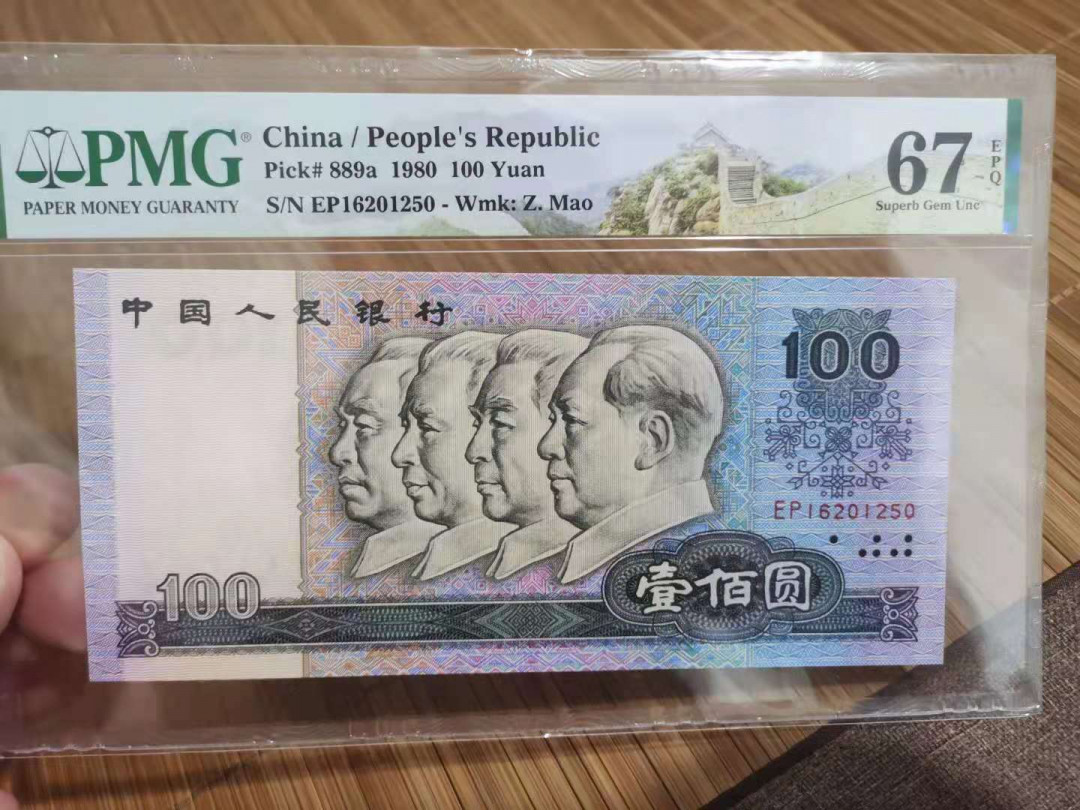 PMG®
PAPER MONEY GUARANTY
China / People's Republic
Pick# 889a 1980 100 Yuan
S/N EP16201250 - Wmk: Z. Mao
67
EPQ
Superb Gem Unc
中国人民银行
100
EP16201250
100
壹佰圆